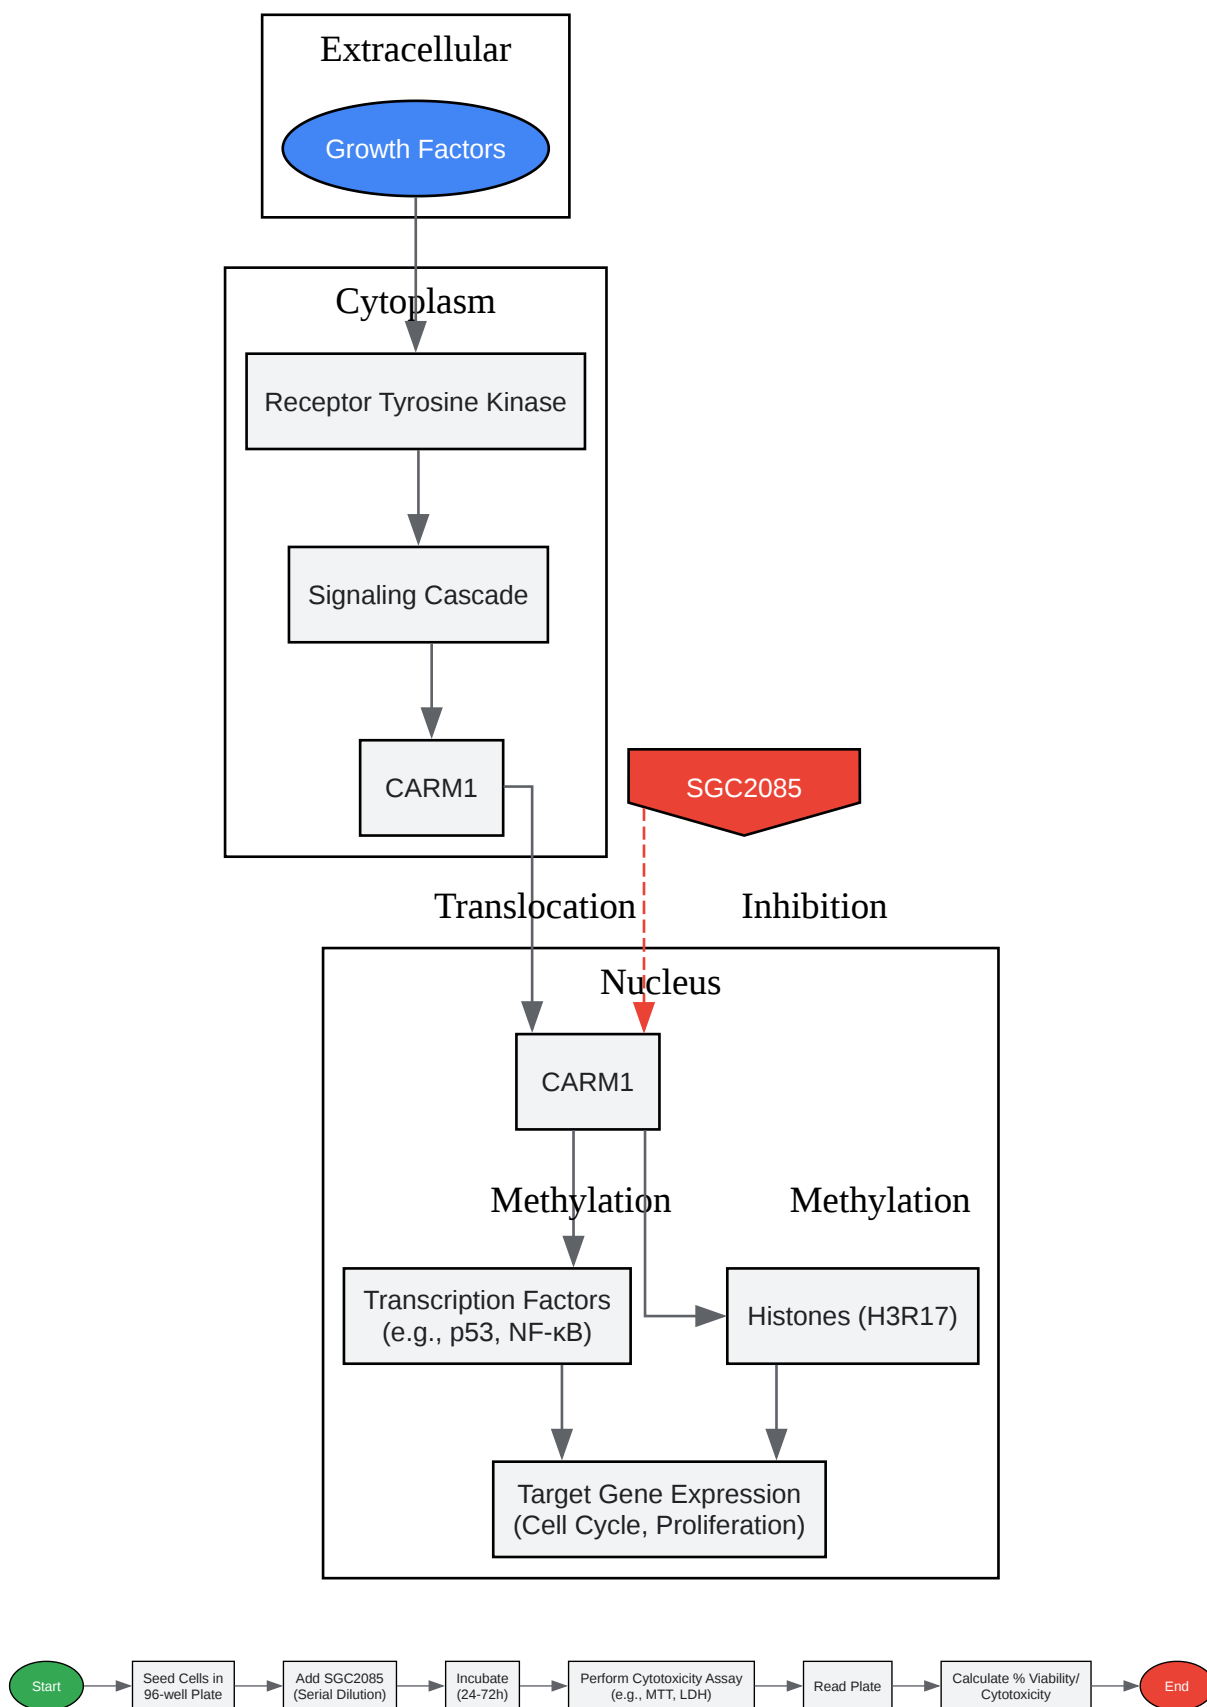 Extracellular
Growth Factors
Cytoplasm
Receptor Tyrosine Kinase
Signaling Cascade
CARM1
SGC2085
Translocation
Inhibition
Nucleus
CARM1
Methylation
Methylation
Transcription Factors
(e.g., p53, NF-κB)
Histones (H3R17)
Target Gene Expression
(Cell Cycle, Proliferation)
Start
Seed Cells in
96-well Plate
Add SGC2085
(Serial Dilution)
Incubate
(24-72h)
Perform Cytotoxicity Assay
(e.g., MTT, LDH)
Read Plate
Calculate % Viability/
Cytotoxicity
End